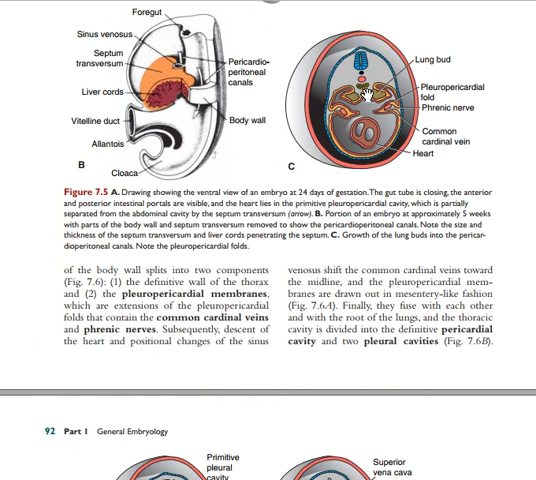 Foregut
Sinus venosus
Septum
transversum
Liver cords
Vitelline duct
Allantois
B
Cloaca
Pericardio-
peritoneal
canals
Body wall
Lung bud
Pleuropericardial
fold
Phrenic nerve
Common
cardinal vein
Heart
C
Figure 7.5 A. Drawing showing the ventral view of an embryo at 24 days of gestation. The gut tube is closing, the anterior
and posterior intestinal portals are visible, and the heart lies in the primitive pleuropericardial cavity, which is partially
separated from the abdominal cavity by the septum transversum (arrow). B. Portion of an embryo at approximately 5 weeks
with parts of the body wall and septum transversum removed to show the pericardioperitoneal canals. Note the size and
thickness of the septum transversum and liver cords penetrating the septum. C. Growth of the lung buds into the pericar-
dioperitoneal canals. Note the pleuropericardial folds.
of the body wall splits into two components
(Fig. 7.6): (1) the definitive wall of the thorax
and (2) the pleuropericardial membranes,
which are extensions of the pleuropericardial
folds that contain the common cardinal veins
and phrenic nerves. Subsequently, descent of
the heart and positional changes of the sinus
venosus shift the common cardinal veins toward
the midline, and the pleuropericardial mem-
branes are drawn out in mesentery-like fashion
(Fig. 7.6A). Finally, they fuse with each other
and with the root of the lungs, and the thoracic
cavity is divided into the definitive pericardial
cavity and two pleural cavities (Fig. 7.6B).
92 Part I General Embryology
Primitive
pleural
cavity
Superior
vena cava